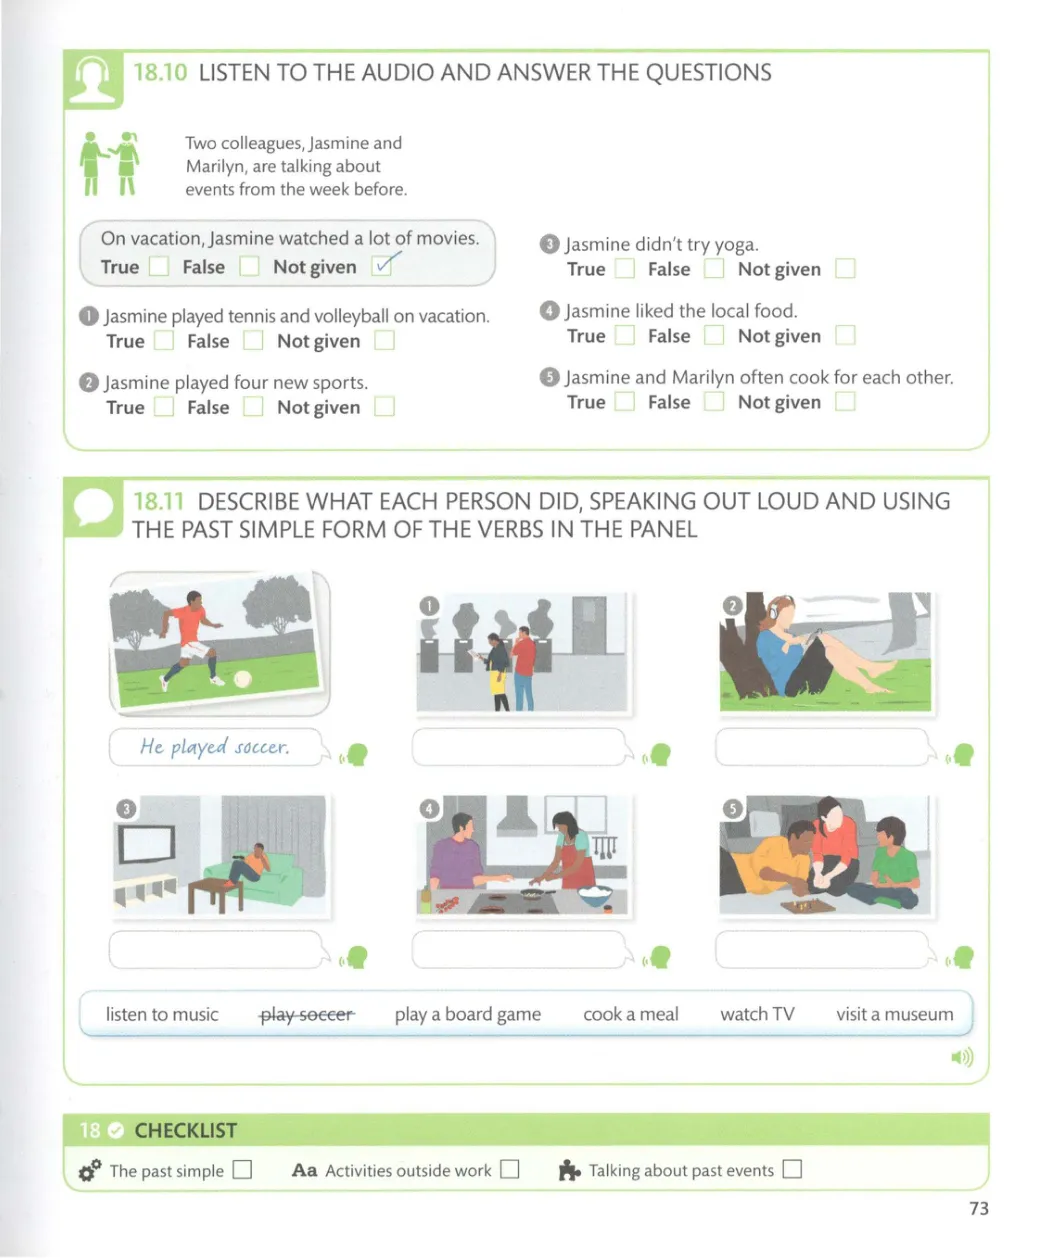 18.10 LISTEN TO THE AUDIO AND ANSWER THE QUESTIONS
Two colleagues, Jasmine and
Marilyn, are talking about
events from the week before.
On vacation, Jasmine watched a lot of movies.
True False Not given
1 Jasmine played tennis and volleyball on vacation.
True False Not given
2 Jasmine played four new sports.
True False Not given
3 Jasmine didn't try yoga.
True False Not given
4 Jasmine liked the local food.
True False Not given
5 Jasmine and Marilyn often cook for each other.
True False Not given
18.11 DESCRIBE WHAT EACH PERSON DID, SPEAKING OUT LOUD AND USING
THE PAST SIMPLE FORM OF THE VERBS IN THE PANEL
1
2
He played soccer.
3
4
5
listen to music play soccer play a board game cook a meal watch TV visit a museum
18 CHECKLIST
The past simple Aa Activities outside work Talking about past events
73